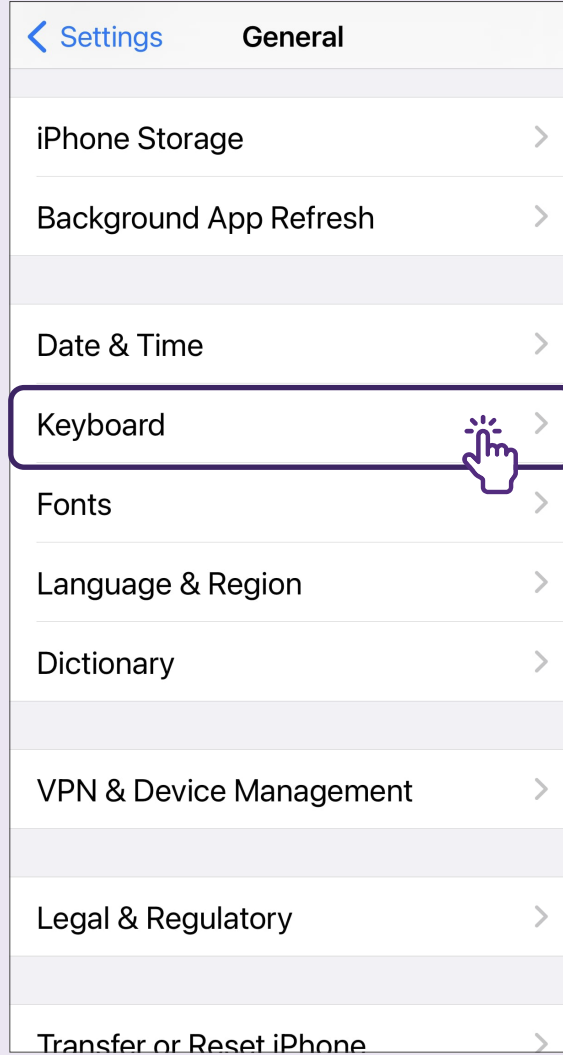 Settings General
iPhone Storage
Background App Refresh
Date & Time
Keyboard
Fonts
Language & Region
Dictionary
VPN & Device Management
Legal & Regulatory
Transfer or Reset iPhone